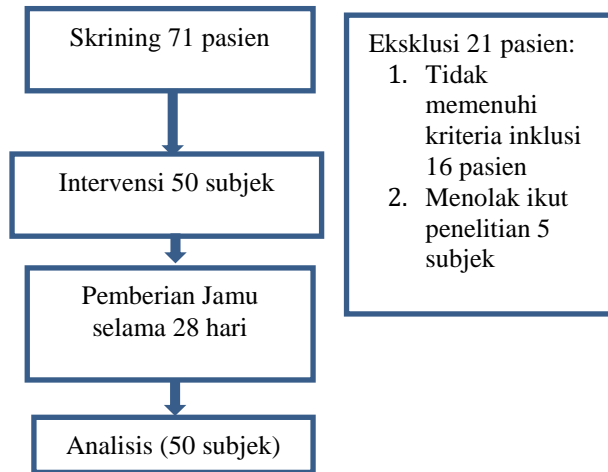 Skrining 71 pasien
Eksklusi 21 pasien:
1. Tidak
memenuhi
kriteria inklusi
16 pasien
2. Menolak ikut
penelitian 5
subjek
Intervensi 50 subjek
Pemberian Jamu
selama 28 hari
Analisis (50 subjek)